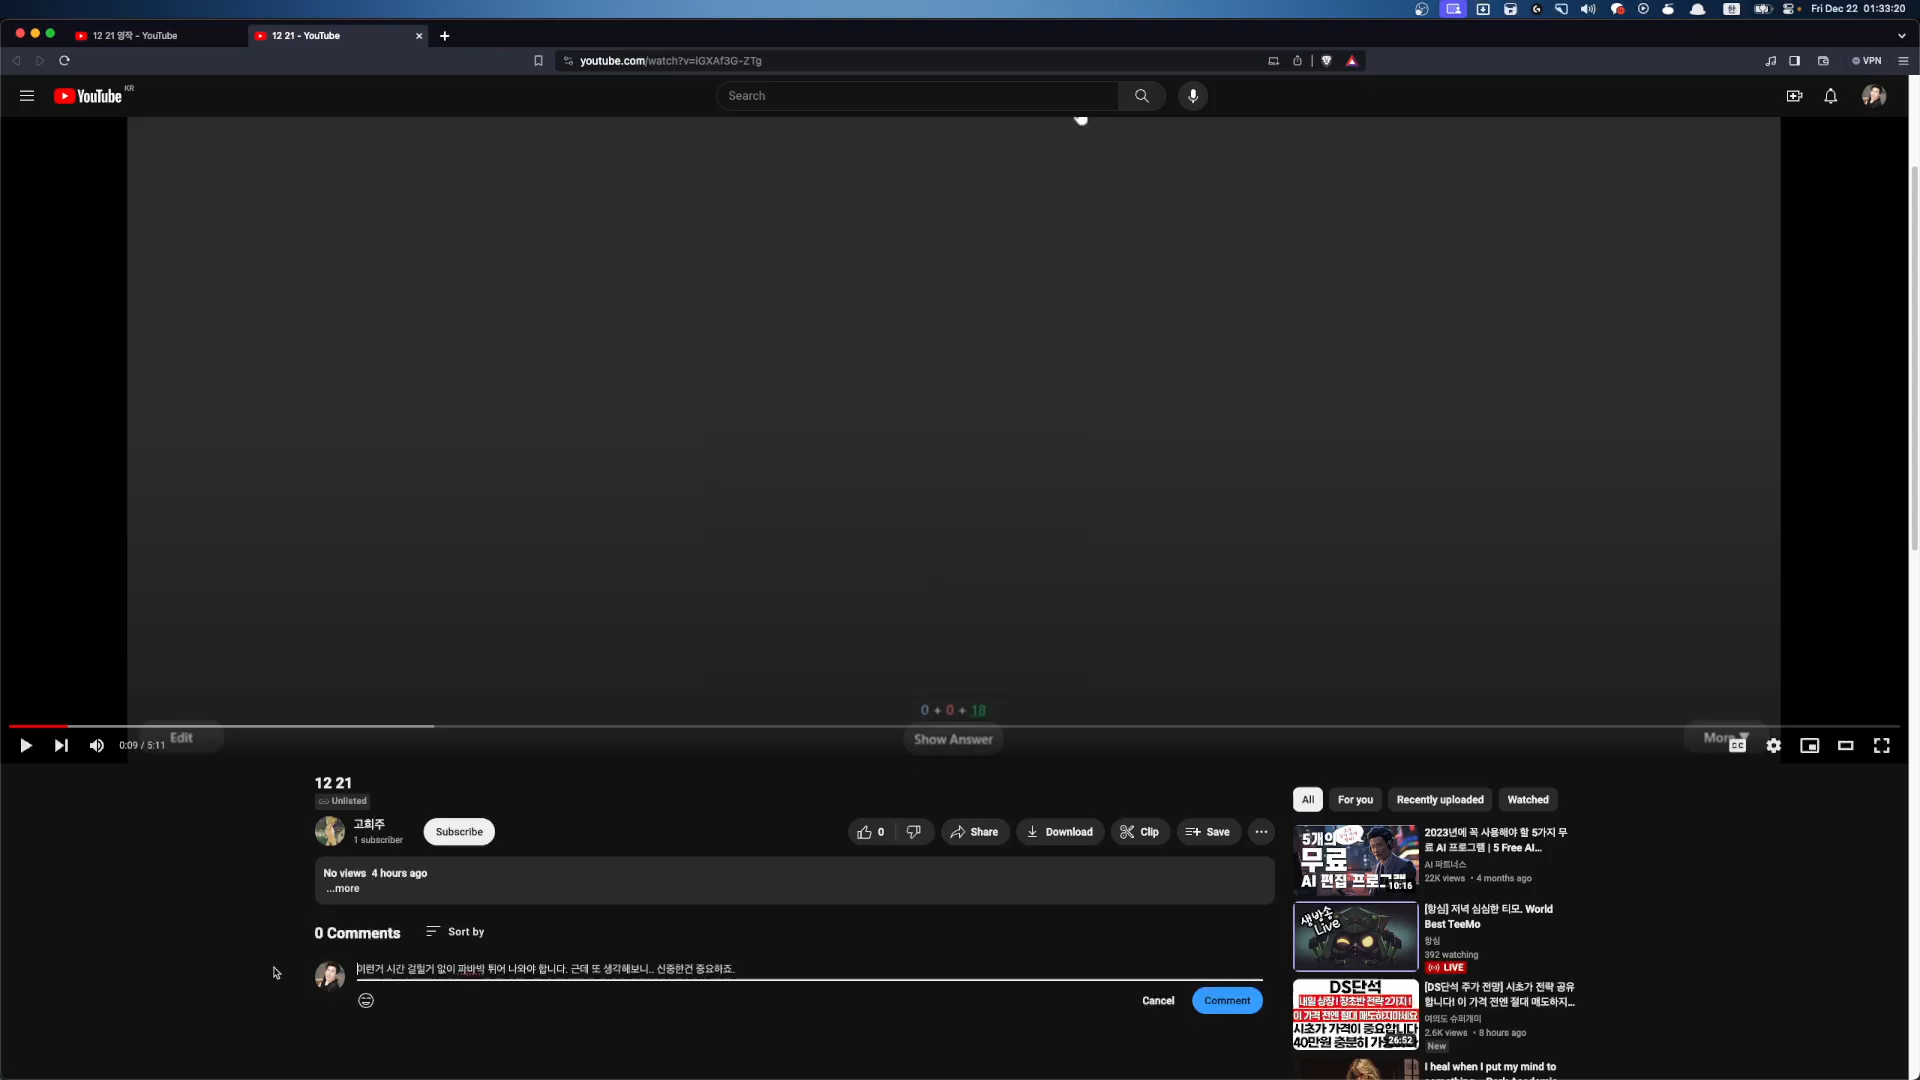 Fri Dec 22 01:33:20
12 21 영작 - YouTube
12 21 - YouTube
youtube.com/watch?v=iGXAf3G-ZTg
VPN
YouTube KR
Search
0 + 0 + 18
Edit
Show Answer
More
0:09 / 5:11
12 21
Unlisted
고희주
1 subscriber
Subscribe
0
Share
Download
Clip
Save
No views 4 hours ago
...more
0 Comments
Sort by
이런거 시간 걸릴거 없이 파바박 튀어 나와야 합니다. 근데 또 생각해보니.. 신중한건 중요하죠.
Cancel
Comment
All
For you
Recently uploaded
Watched
5개의
무료
AI 편집 프로그램
10:16
2023년에 꼭 사용해야 할 5가지 무
료 AI 프로그램 | 5 Free AI...
AI 파트너스
22K views • 4 months ago
생방송
Live
[향심] 저녁 심심한 티모. World
Best TeeMo
향심
392 watching
LIVE
DS단석
내일 상장! 장초반 전략 2가지!
이 가격 전엔 절대 매도하지마세요
시초가 가격이 중요합니다
40만원 충분히
26:52
[DS단석 주가 전망] 시초가 전략 공유
합니다! 이 가격 전엔 절대 매도하지...
여의도 슈퍼개미
2.6K views • 8 hours ago
New
I heal when I put my mind to